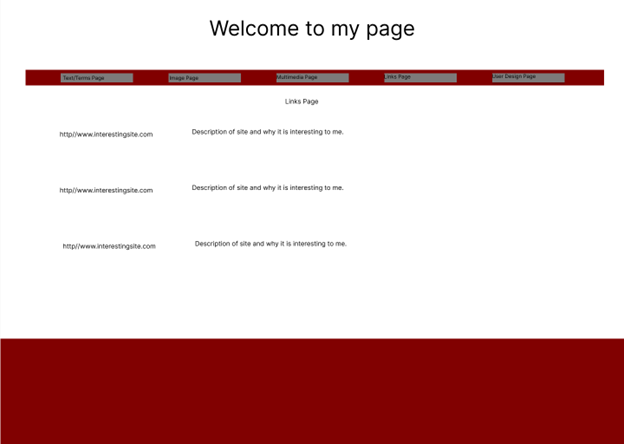 Welcome to my page
Text/Terms Page Image Page Multimedia Page Links Page User Design Page
Links Page
http//www.interestingsite.com Description of site and why it is interesting to me.
http//www.interestingsite.com Description of site and why it is interesting to me.
http//www.interestingsite.com Description of site and why it is interesting to me.